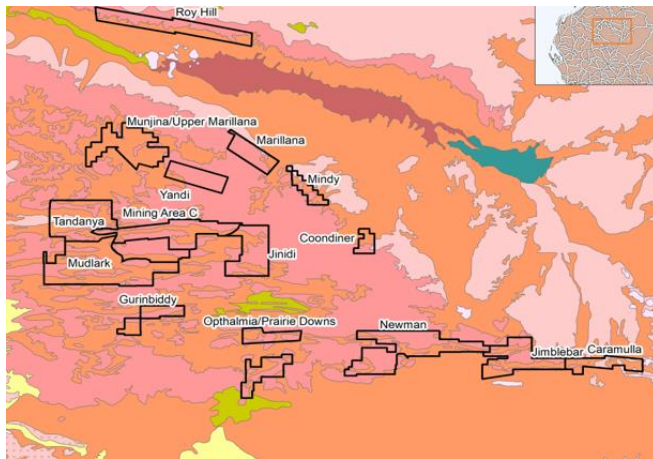 Roy Hill
Munjina/Upper Marillana
Marillana
Mindy
Yandi
Tandanya
Mining Area C
Coondiner
Jinidi
Mudlark
Gurinbiddy
Opthalmia/Prairie Downs
Newman
Jimblebar
Caramulla